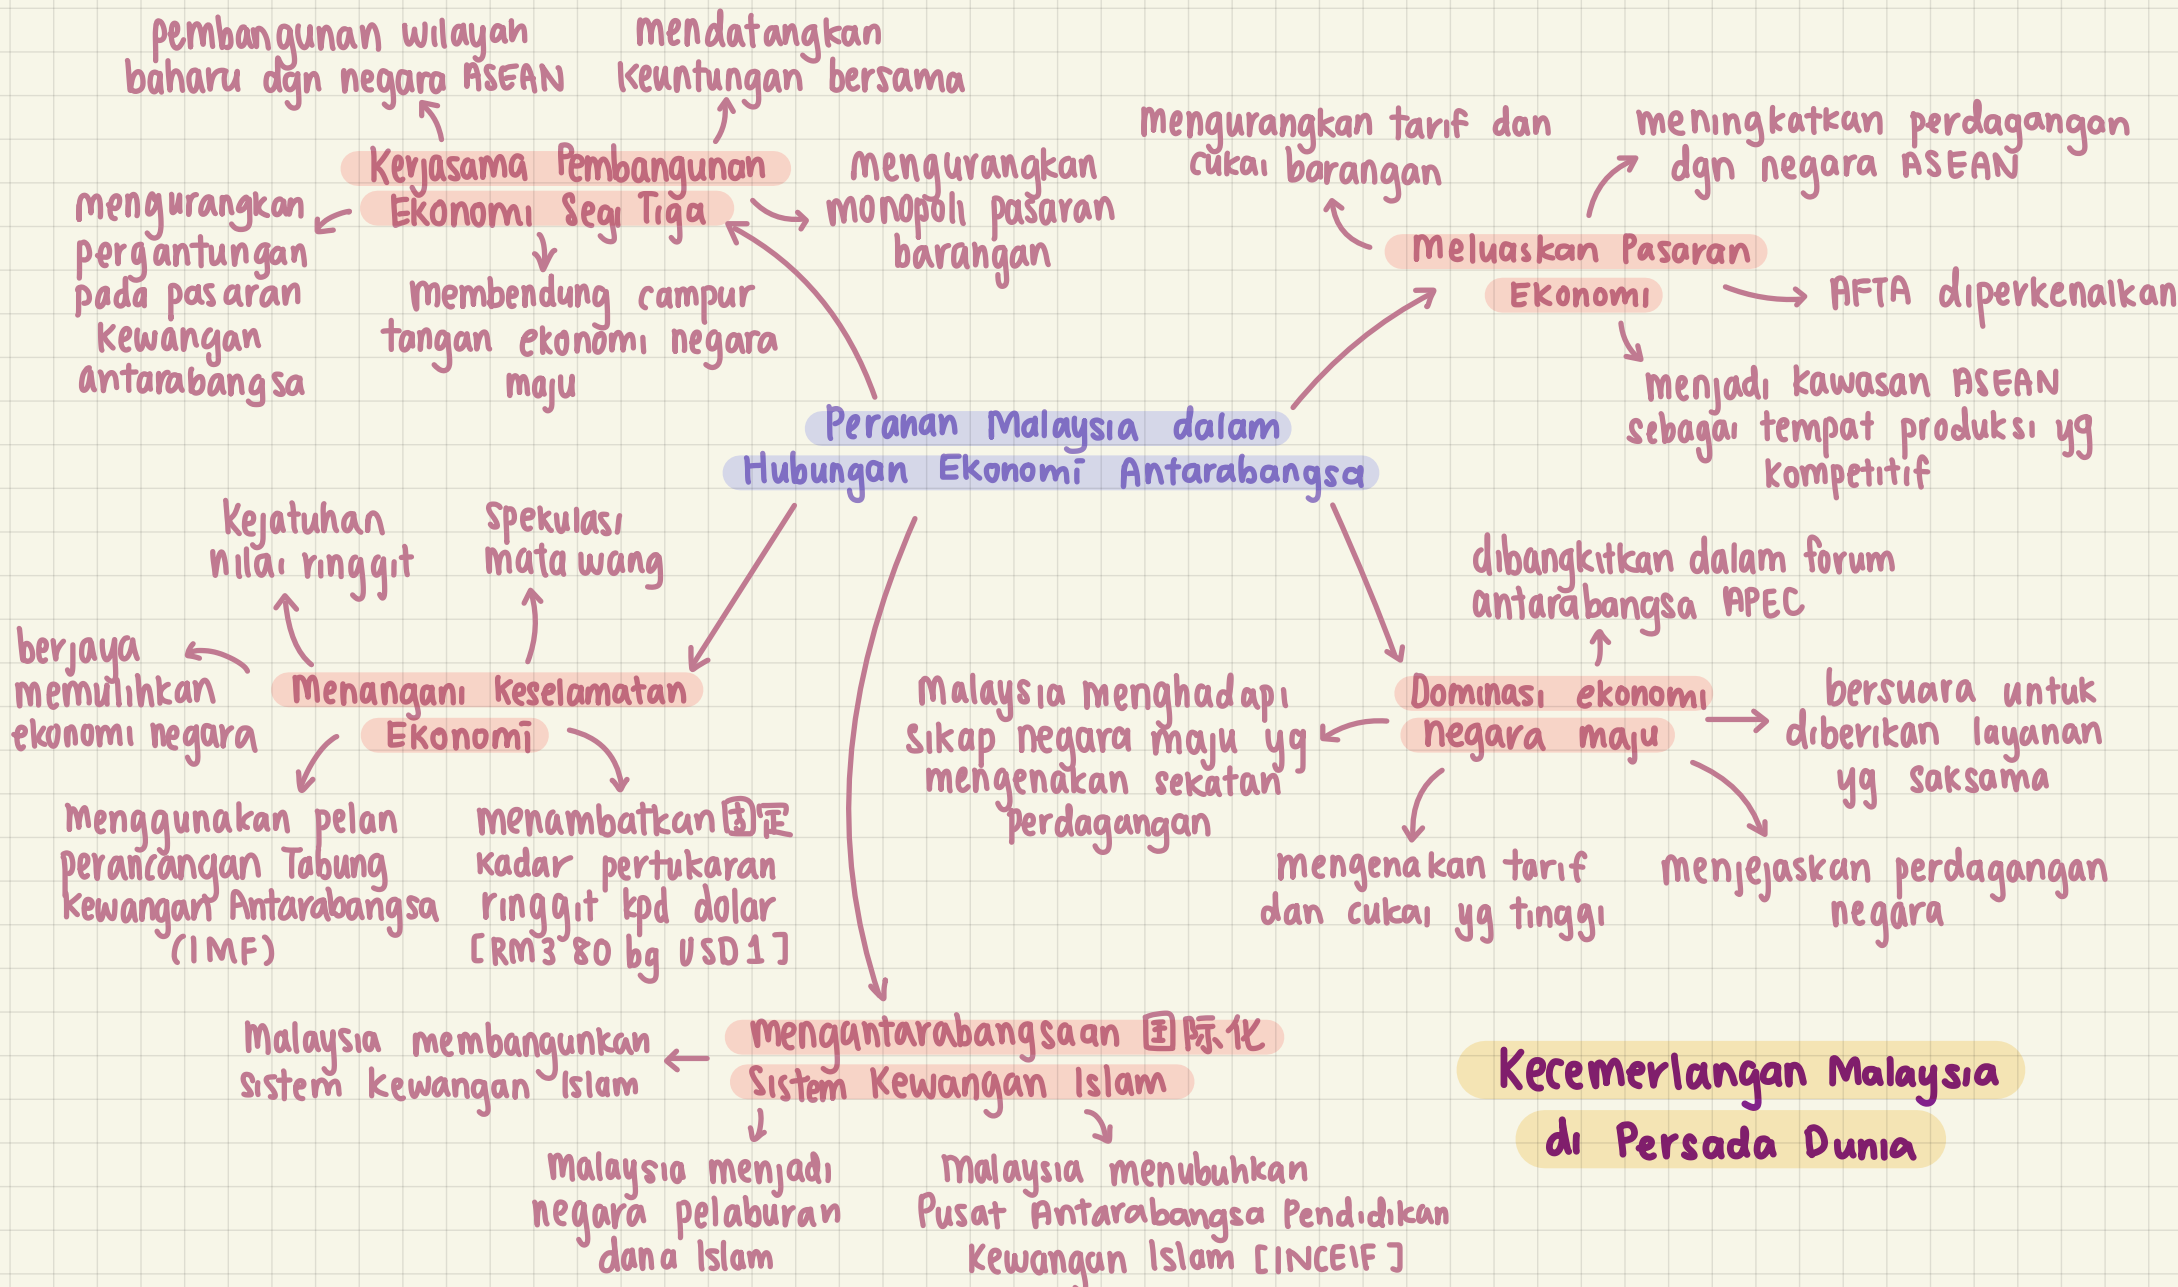 pembangunan wilayah
baharu dgn negara ASEAN
mendatangkan
keuntungan bersama
Kerjasama Pembangunan
Ekonomi Segi Tiga
mengurangkan
pergantungan
pada pasaran
kewangan
antarabangsa
membendung campur
tangan ekonomi negara
maju
mengurangkan
monopoli pasaran
barangan
mengurangkan tarif dan
cukai barangan
meningkatkan perdagangan
dgn negara ASEAN
Meluaskan Pasaran
Ekonomi
AFTA diperkenalkan
menjadi kawasan ASEAN
sebagai tempat produksi yg
kompetitif
Peranan Malaysia dalam
Hubungan Ekonomi Antarabangsa
kejatuhan
nilai ringgit
spekulasi
mata wang
berjaya
memulihkan
ekonomi negara
Menangani Keselamatan
Ekonomi
Menggunakan pelan
perancangan Tabung
Kewangan Antarabangsa
(IMF)
menambatkan 固定
kadar pertukaran
ringgit kpd dolar
[RM3 80 bg USD1]
dibangkitkan dalam forum
antarabangsa APEC
Malaysia menghadapi
sikap negara maju yg
mengenakan sekatan
perdagangan
Dominasi ekonomi
negara maju
bersuara untuk
diberikan layanan
yg saksama
mengenakan tarif
dan cukai yg tinggi
menjejaskan perdagangan
negara
Mengantarabangsaan 国际化
Sistem Kewangan Islam
Malaysia membangunkan
sistem kewangan Islam
Malaysia menjadi
negara pelaburan
dana Islam
Malaysia menubuhkan
Pusat Antarabangsa Pendidikan
Kewangan Islam [INCEIF]
Kecemerlangan Malaysia
di Persada Dunia